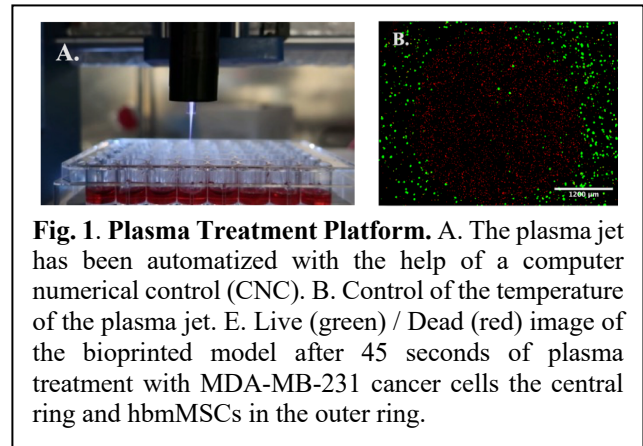 A.
B.
1200 µm
Fig. 1. Plasma Treatment Platform. A. The plasma jet
has been automatized with the help of a computer
numerical control (CNC). B. Control of the temperature
of the plasma jet. E. Live (green) / Dead (red) image of
the bioprinted model after 45 seconds of plasma
treatment with MDA-MB-231 cancer cells the central
ring and hbmMSCs in the outer ring.